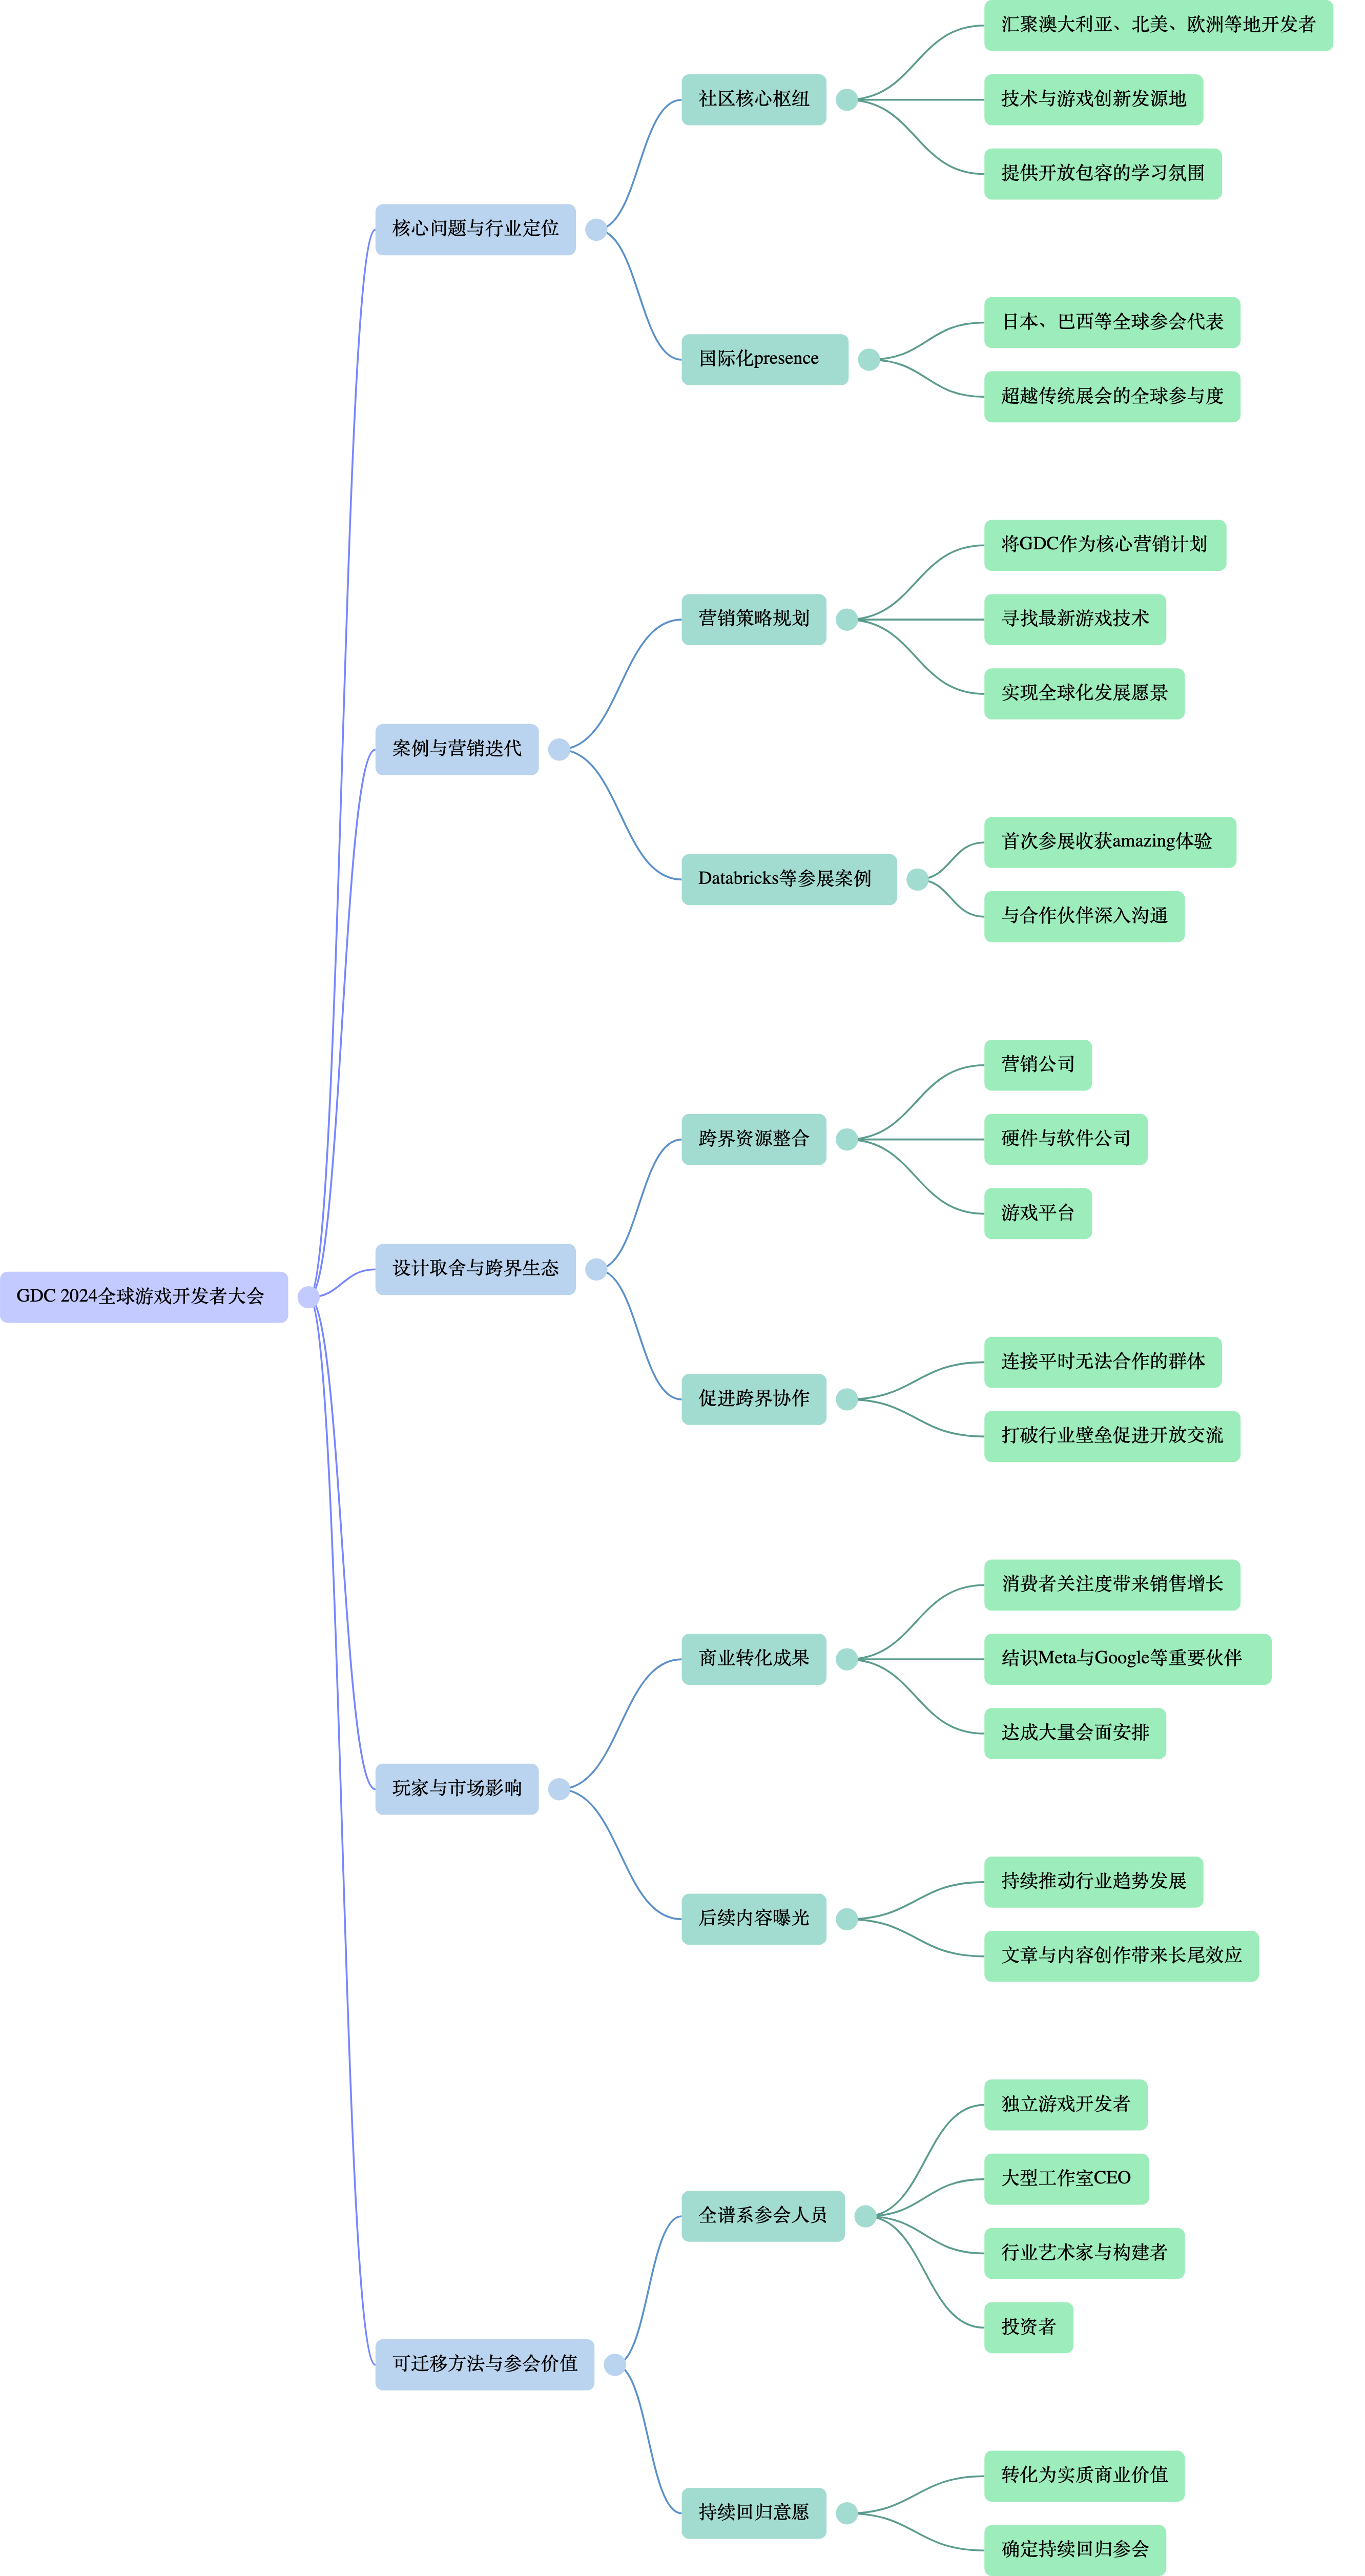 GDC 2024全球游戏开发者大会
核心问题与行业定位
社区核心枢纽
汇聚澳大利亚、北美、欧洲等地开发者
技术与游戏创新发源地
提供开放包容的学习氛围
国际化presence
日本、巴西等全球参会代表
超越传统展会的全球参与度
案例与营销迭代
营销策略规划
将GDC作为核心营销计划
寻找最新游戏技术
实现全球化发展愿景
Databricks等参展案例
首次参展收获amazing体验
与合作伙伴深入沟通
设计取舍与跨界生态
跨界资源整合
营销公司
硬件与软件公司
游戏平台
促进跨界协作
连接平时无法合作的群体
打破行业壁垒促进开放交流
玩家与市场影响
商业转化成果
消费者关注度带来销售增长
结识Meta与Google等重要伙伴
达成大量会面安排
后续内容曝光
持续推动行业趋势发展
文章与内容创作带来长尾效应
可迁移方法与参会价值
全谱系参会人员
独立游戏开发者
大型工作室CEO
行业艺术家与构建者
投资者
持续回归意愿
转化为实质商业价值
确定持续回归参会